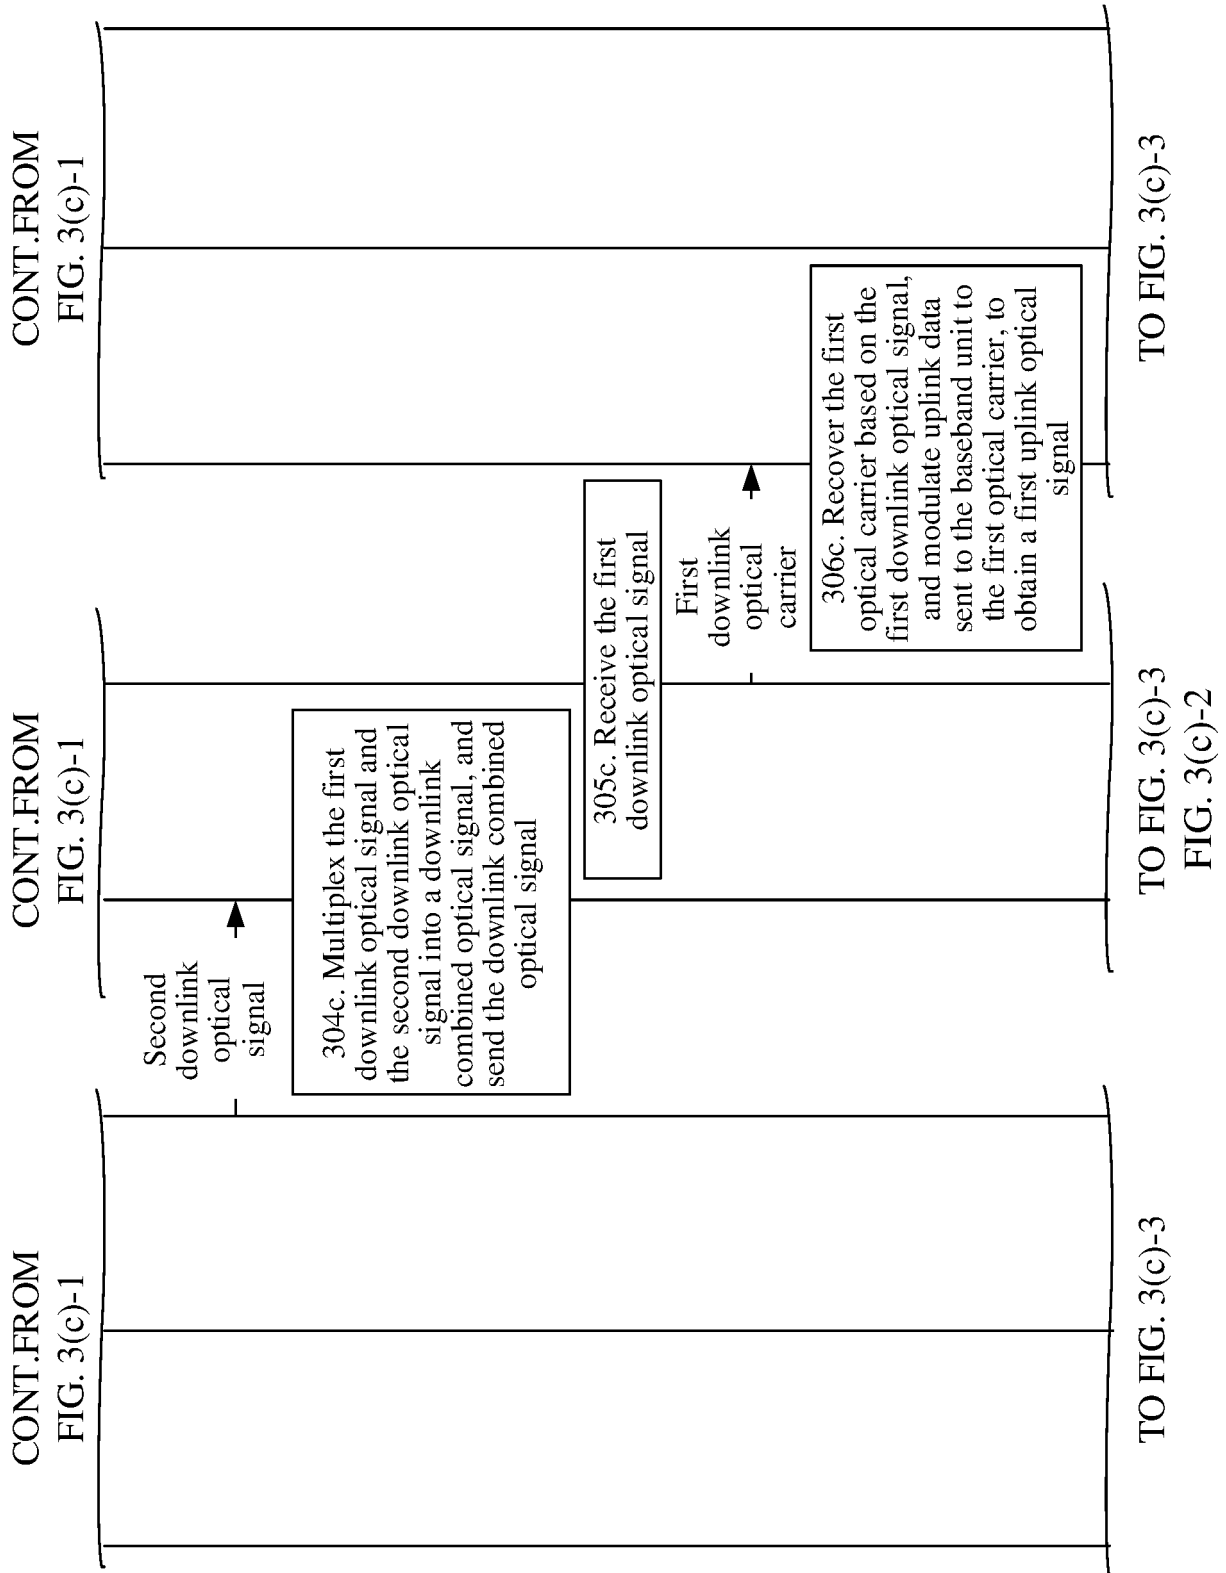 CONT.FROM
FIG. 3(c)-1
CONT.FROM
FIG. 3(c)-1
CONT.FROM
FIG. 3(c)-1
Second
downlink
optical
signal
304c. Multiplex the first
downlink optical signal and
the second downlink optical
signal into a downlink
combined optical signal, and
send the downlink combined
optical signal
305c. Receive the first
downlink optical signal
First
downlink
optical
carrier
306c. Recover the first
optical carrier based on the
first downlink optical signal,
and modulate uplink data
sent to the baseband unit to
the first optical carrier, to
obtain a first uplink optical
signal
TO FIG. 3(c)-3
TO FIG. 3(c)-3
TO FIG. 3(c)-3
FIG. 3(c)-2